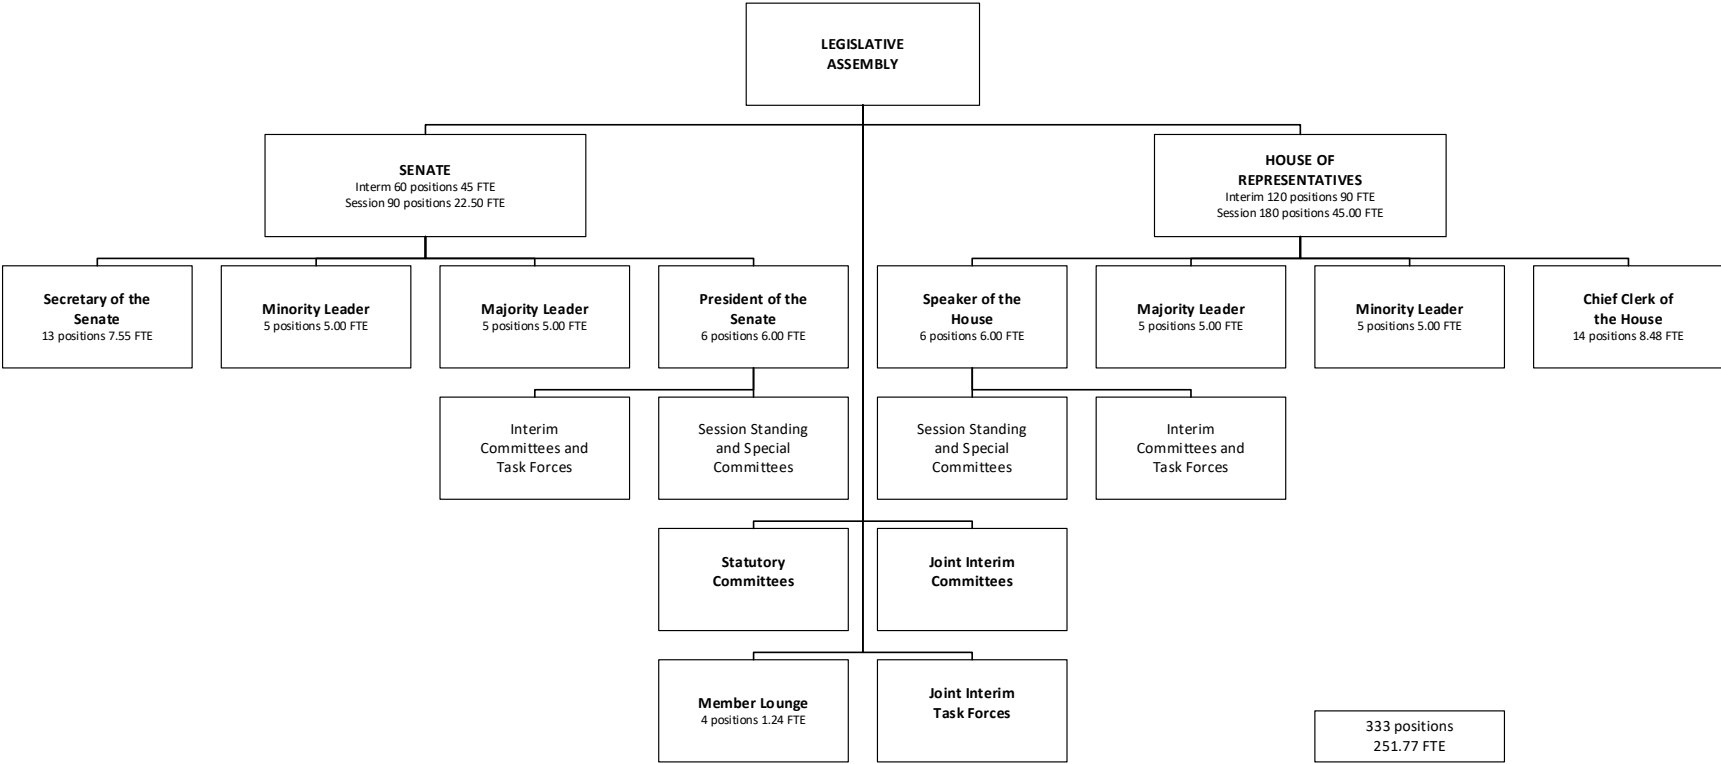 LEGISLATIVE
ASSEMBLY
SENATE
Interm 60 positions 45 FTE
Session 90 positions 22.50 FTE
HOUSE OF
REPRESENTATIVES
Interim 120 positions 90 FTE
Session 180 positions 45.00 FTE
Secretary of the
Senate
13 positions 7.55 FTE
Minority Leader
5 positions 5.00 FTE
Majority Leader
5 positions 5.00 FTE
President of the
Senate
6 positions 6.00 FTE
Speaker of the
House
6 positions 6.00 FTE
Majority Leader
5 positions 5.00 FTE
Minority Leader
5 positions 5.00 FTE
Chief Clerk of
the House
14 positions 8.48 FTE
Interim
Committees and
Task Forces
Session Standing
and Special
Committees
Session Standing
and Special
Committees
Interim
Committees and
Task Forces
Statutory
Committees
Joint Interim
Committees
Member Lounge
4 positions 1.24 FTE
Joint Interim
Task Forces
333 positions
251.77 FTE